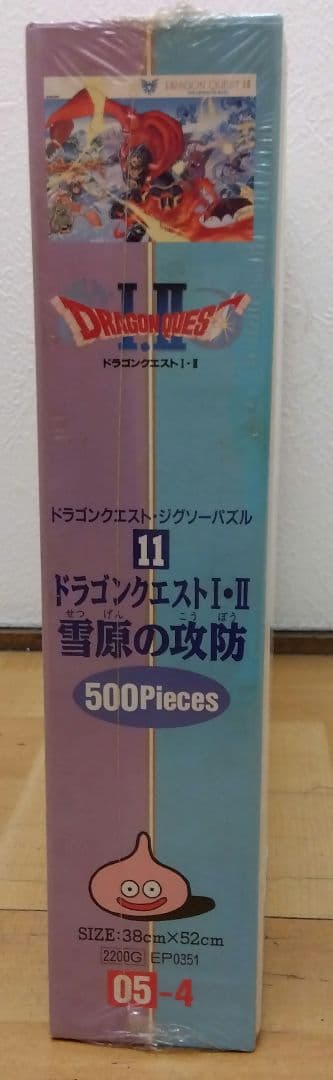 DRAGON QUEST I·II
I·II
DRAGON QUEST
ドラゴンクエストI・II
ドラゴンクエスト・ジグソーパズル
11
ドラゴンクエストI・II
せつ げん こう ぼう
雪原の攻防
500Pieces
SIZE:38cm×52cm
2200G EP0351
05-4